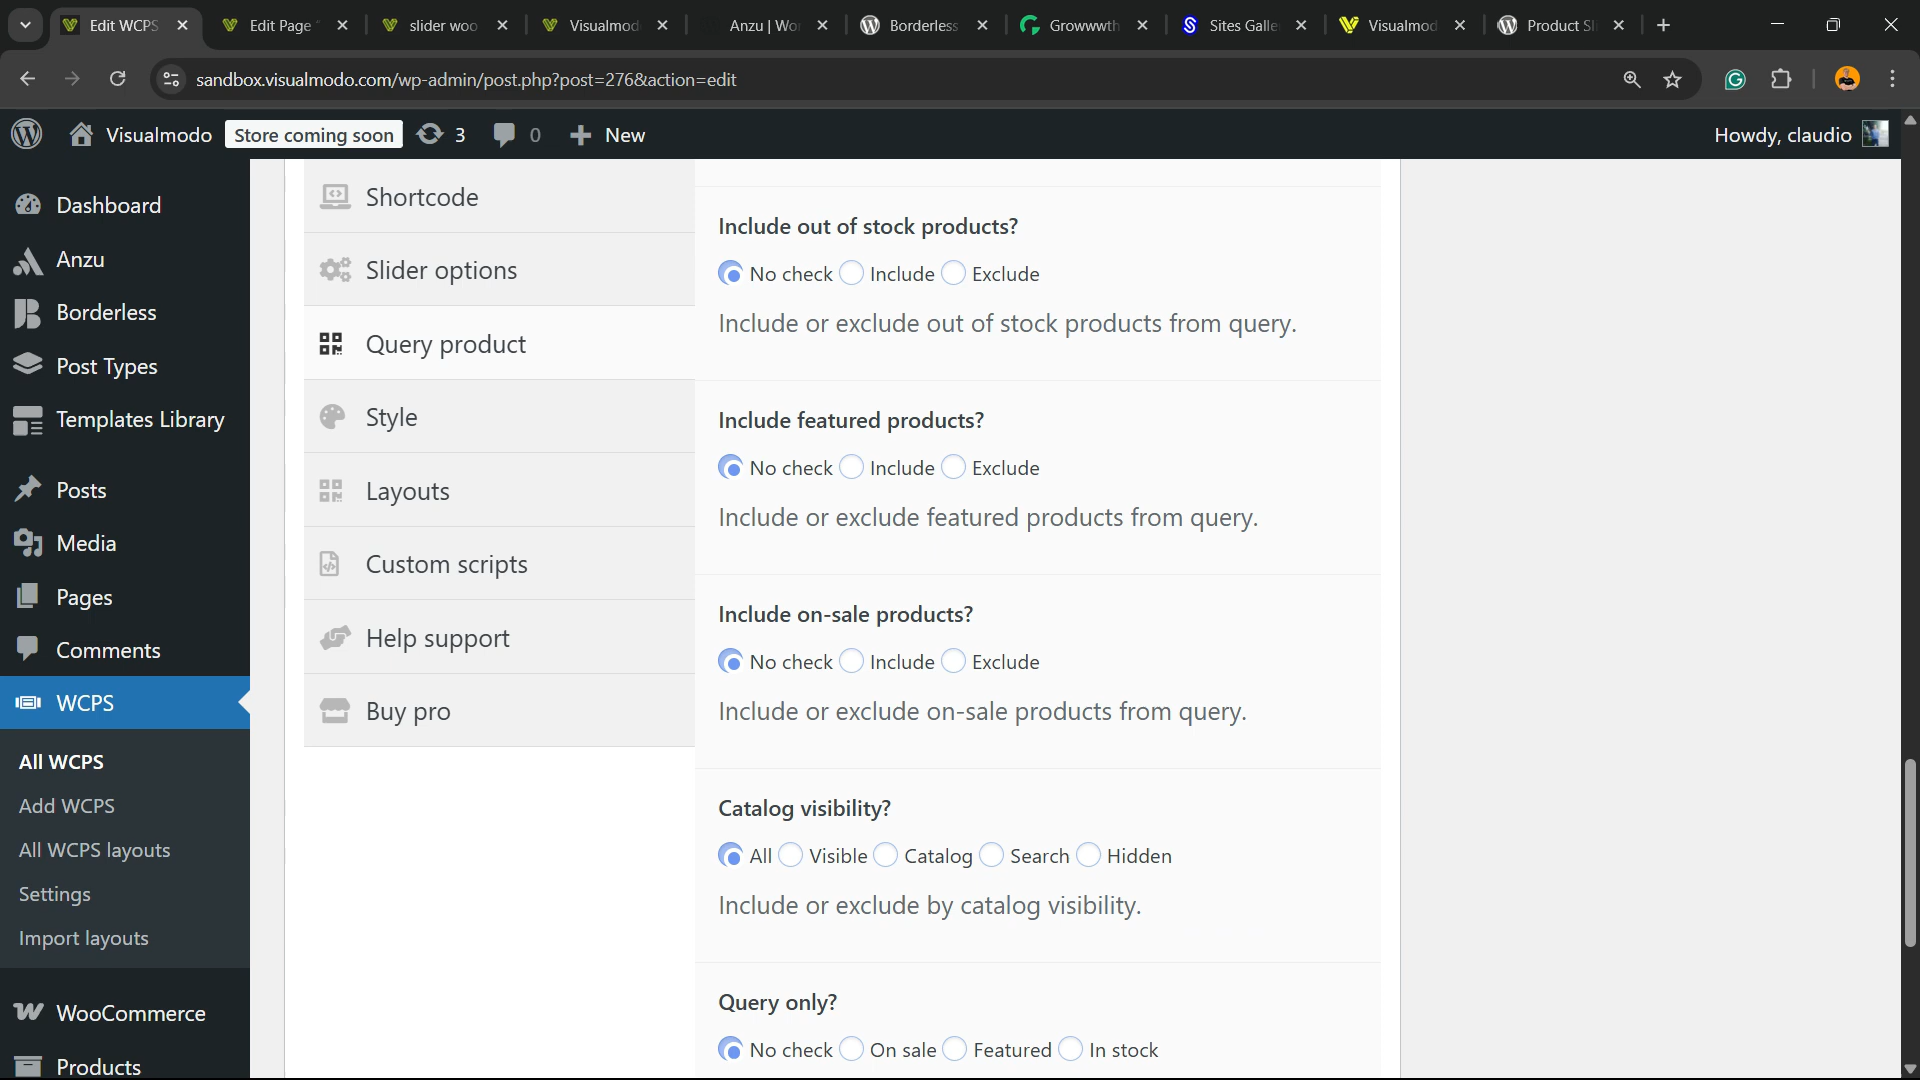 Edit WCPS
Edit Page
slider woo
Visualmod
Anzu | Wo
Borderless
Growwwth
Sites Galle
Visualmod
Product Sl
sandbox.visualmodo.com/wp-admin/post.php?post=276&action=edit
Visualmodo
Store coming soon
3
0
New
Howdy, claudio
Dashboard
Anzu
Borderless
Post Types
Templates Library
Posts
Media
Pages
Comments
WCPS
All WCPS
Add WCPS
All WCPS layouts
Settings
Import layouts
WooCommerce
Products
Shortcode
Slider options
Query product
Style
Layouts
Custom scripts
Help support
Buy pro
Include out of stock products?
No check Include Exclude
Include or exclude out of stock products from query.
Include featured products?
No check Include Exclude
Include or exclude featured products from query.
Include on-sale products?
No check Include Exclude
Include or exclude on-sale products from query.
Catalog visibility?
All Visible Catalog Search Hidden
Include or exclude by catalog visibility.
Query only?
No check On sale Featured In stock